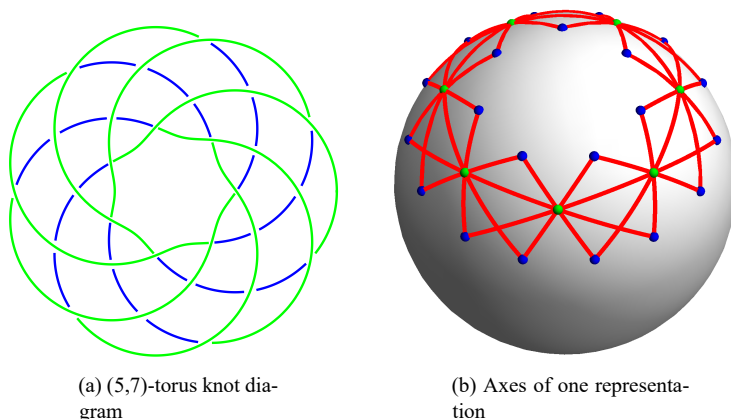 (a) (5,7)-torus knot dia-
gram
(b) Axes of one representa-
tion